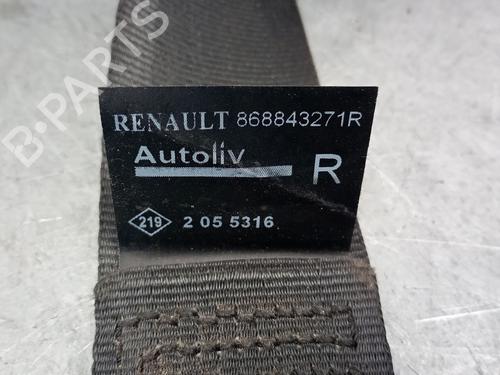 B-PARTS
RENAULT 868843271R
Autoliv
R
219 2 05 5316